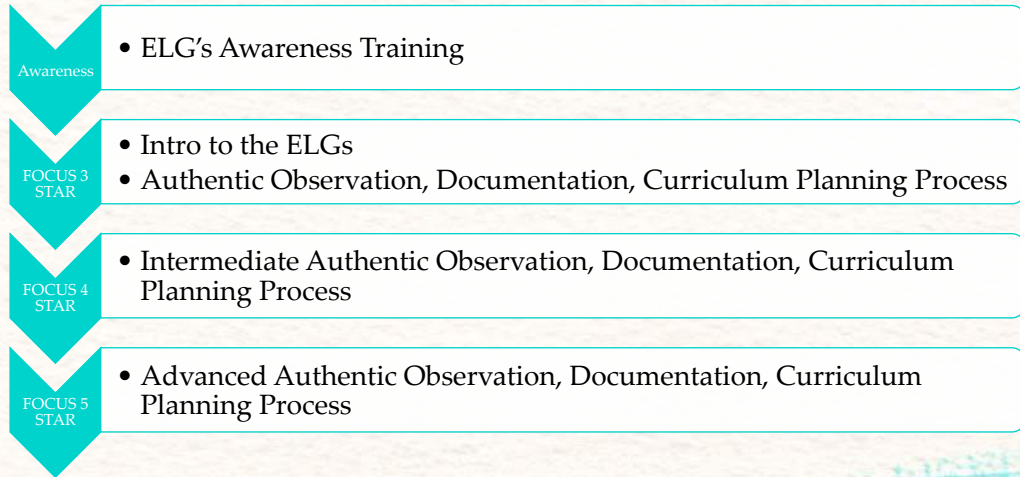 Awareness
• ELG's Awareness Training
FOCUS 3
STAR
• Intro to the ELGs
• Authentic Observation, Documentation, Curriculum Planning Process
FOCUS 4
STAR
• Intermediate Authentic Observation, Documentation, Curriculum
Planning Process
FOCUS 5
STAR
• Advanced Authentic Observation, Documentation, Curriculum
Planning Process